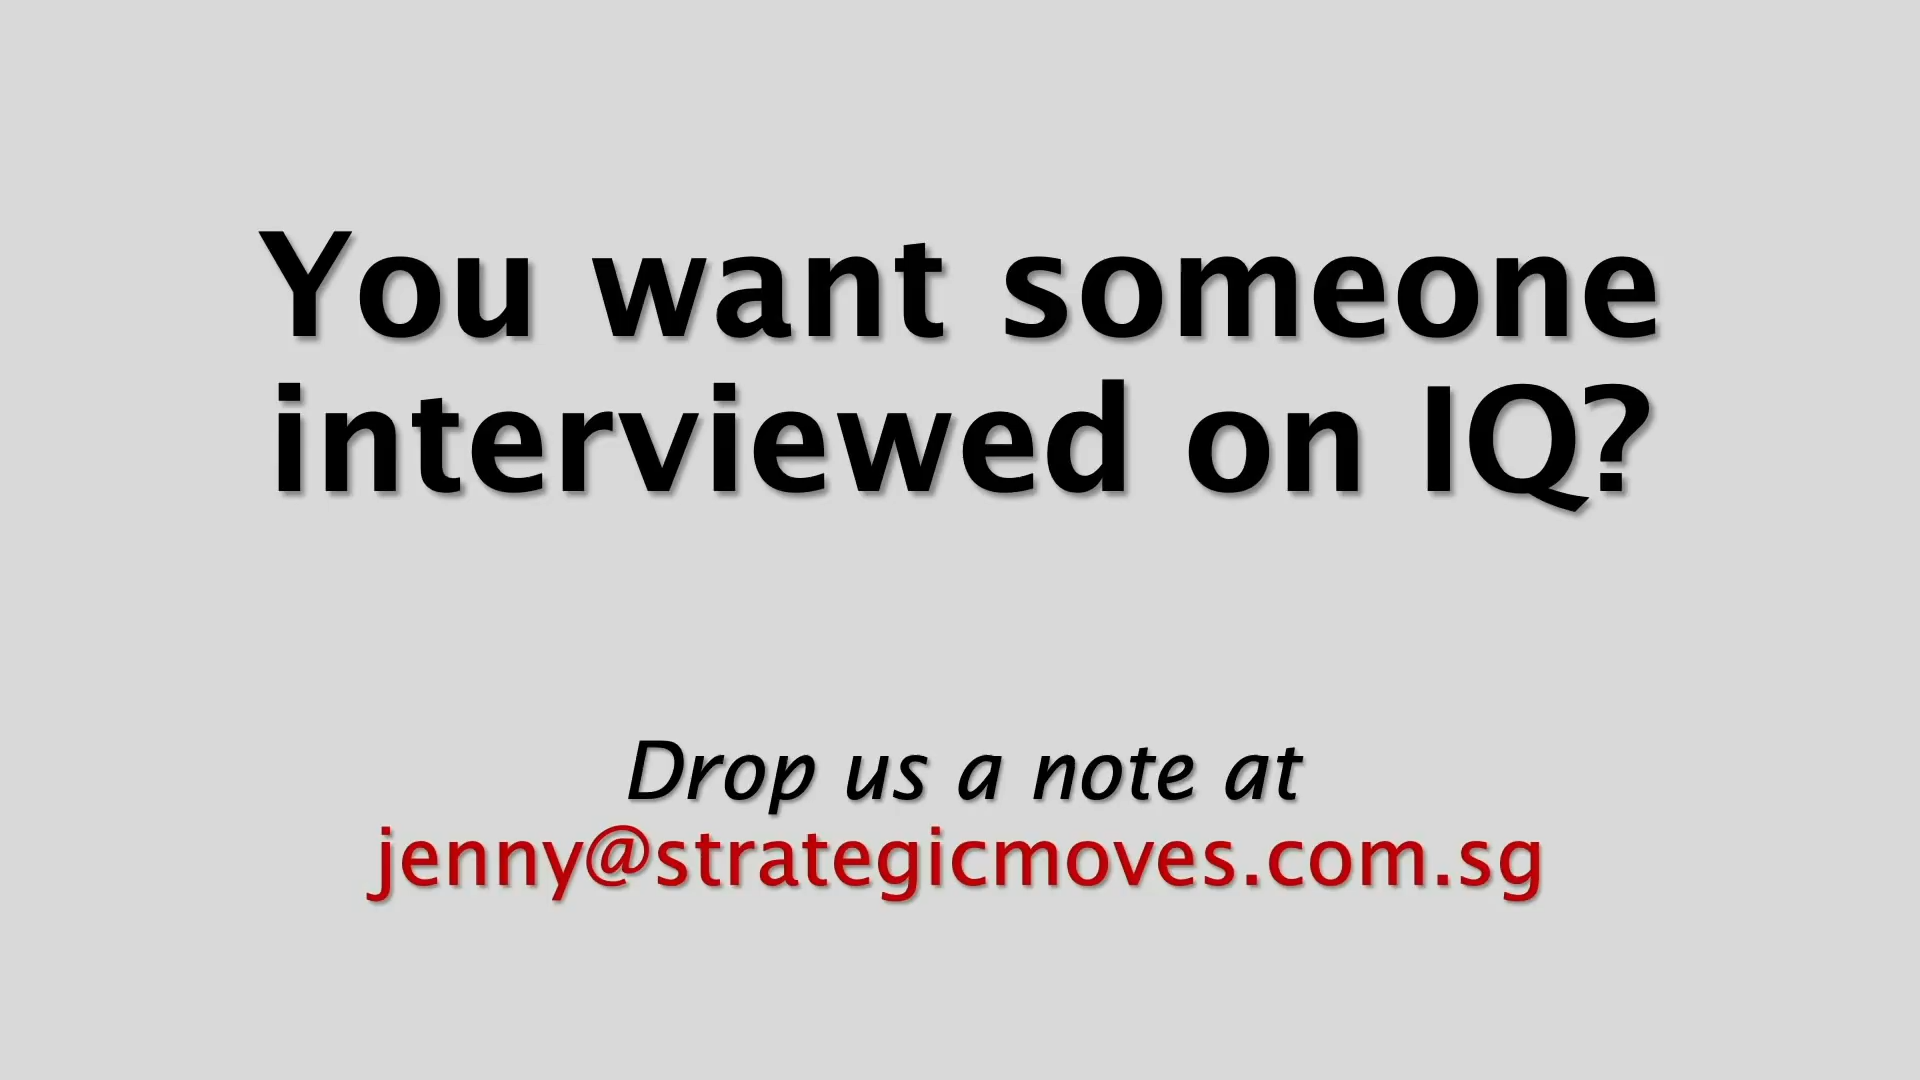 You want someone
interviewed on IQ?
Drop us a note at
jenny@strategicmoves.com.sg